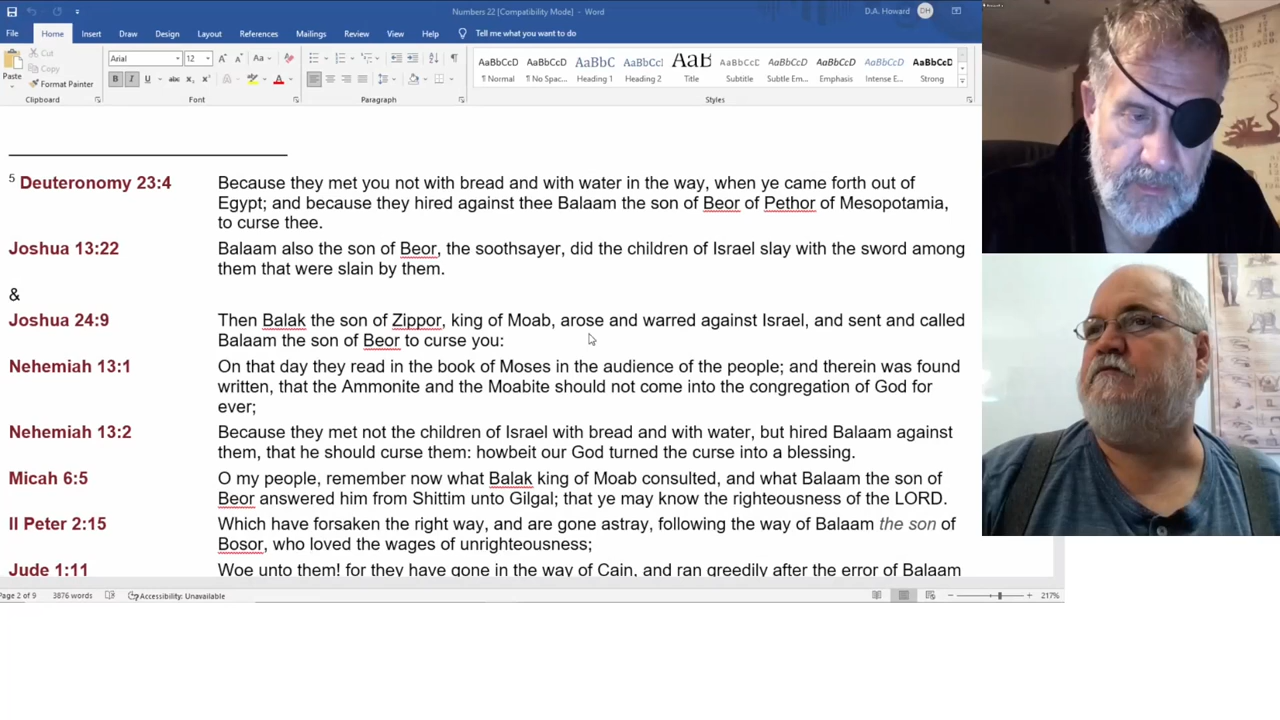 Numbers 22 [Compatibility Mode] - Word
D.A. Howard DH
File Home Insert Draw Design Layout References Mailings Review View Help Tell me what you want to do
Paste
Cut
Copy
Format Painter
Arial 12 Aa
B I U
AaBbCcD AaBbCcD AaBbC AaBbCcI AaB AaBbCcD AaBbCcD AaBbCcD AaBbCcD AaBbCcD
¶ Normal ¶ No Spac... Heading 1 Heading 2 Title Subtitle Subtle Em... Emphasis Intense E... Strong
Clipboard Font Paragraph Styles
5 Deuteronomy 23:4 Because they met you not with bread and with water in the way, when ye came forth out of
Egypt; and because they hired against thee Balaam the son of Beor of Pethor of Mesopotamia,
to curse thee.
Joshua 13:22 Balaam also the son of Beor, the soothsayer, did the children of Israel slay with the sword among
them that were slain by them.
&
Joshua 24:9 Then Balak the son of Zippor, king of Moab, arose and warred against Israel, and sent and called
Balaam the son of Beor to curse you:
Nehemiah 13:1 On that day they read in the book of Moses in the audience of the people; and therein was found
written, that the Ammonite and the Moabite should not come into the congregation of God for
ever;
Nehemiah 13:2 Because they met not the children of Israel with bread and with water, but hired Balaam against
them, that he should curse them: howbeit our God turned the curse into a blessing.
Micah 6:5 O my people, remember now what Balak king of Moab consulted, and what Balaam the son of
Beor answered him from Shittim unto Gilgal; that ye may know the righteousness of the LORD.
II Peter 2:15 Which have forsaken the right way, and are gone astray, following the way of Balaam the son of
Bosor, who loved the wages of unrighteousness;
Jude 1:11 Woe unto them! for they have gone in the way of Cain, and ran greedily after the error of Balaam
Page 2 of 9 3876 words Accessibility: Unavailable 217%